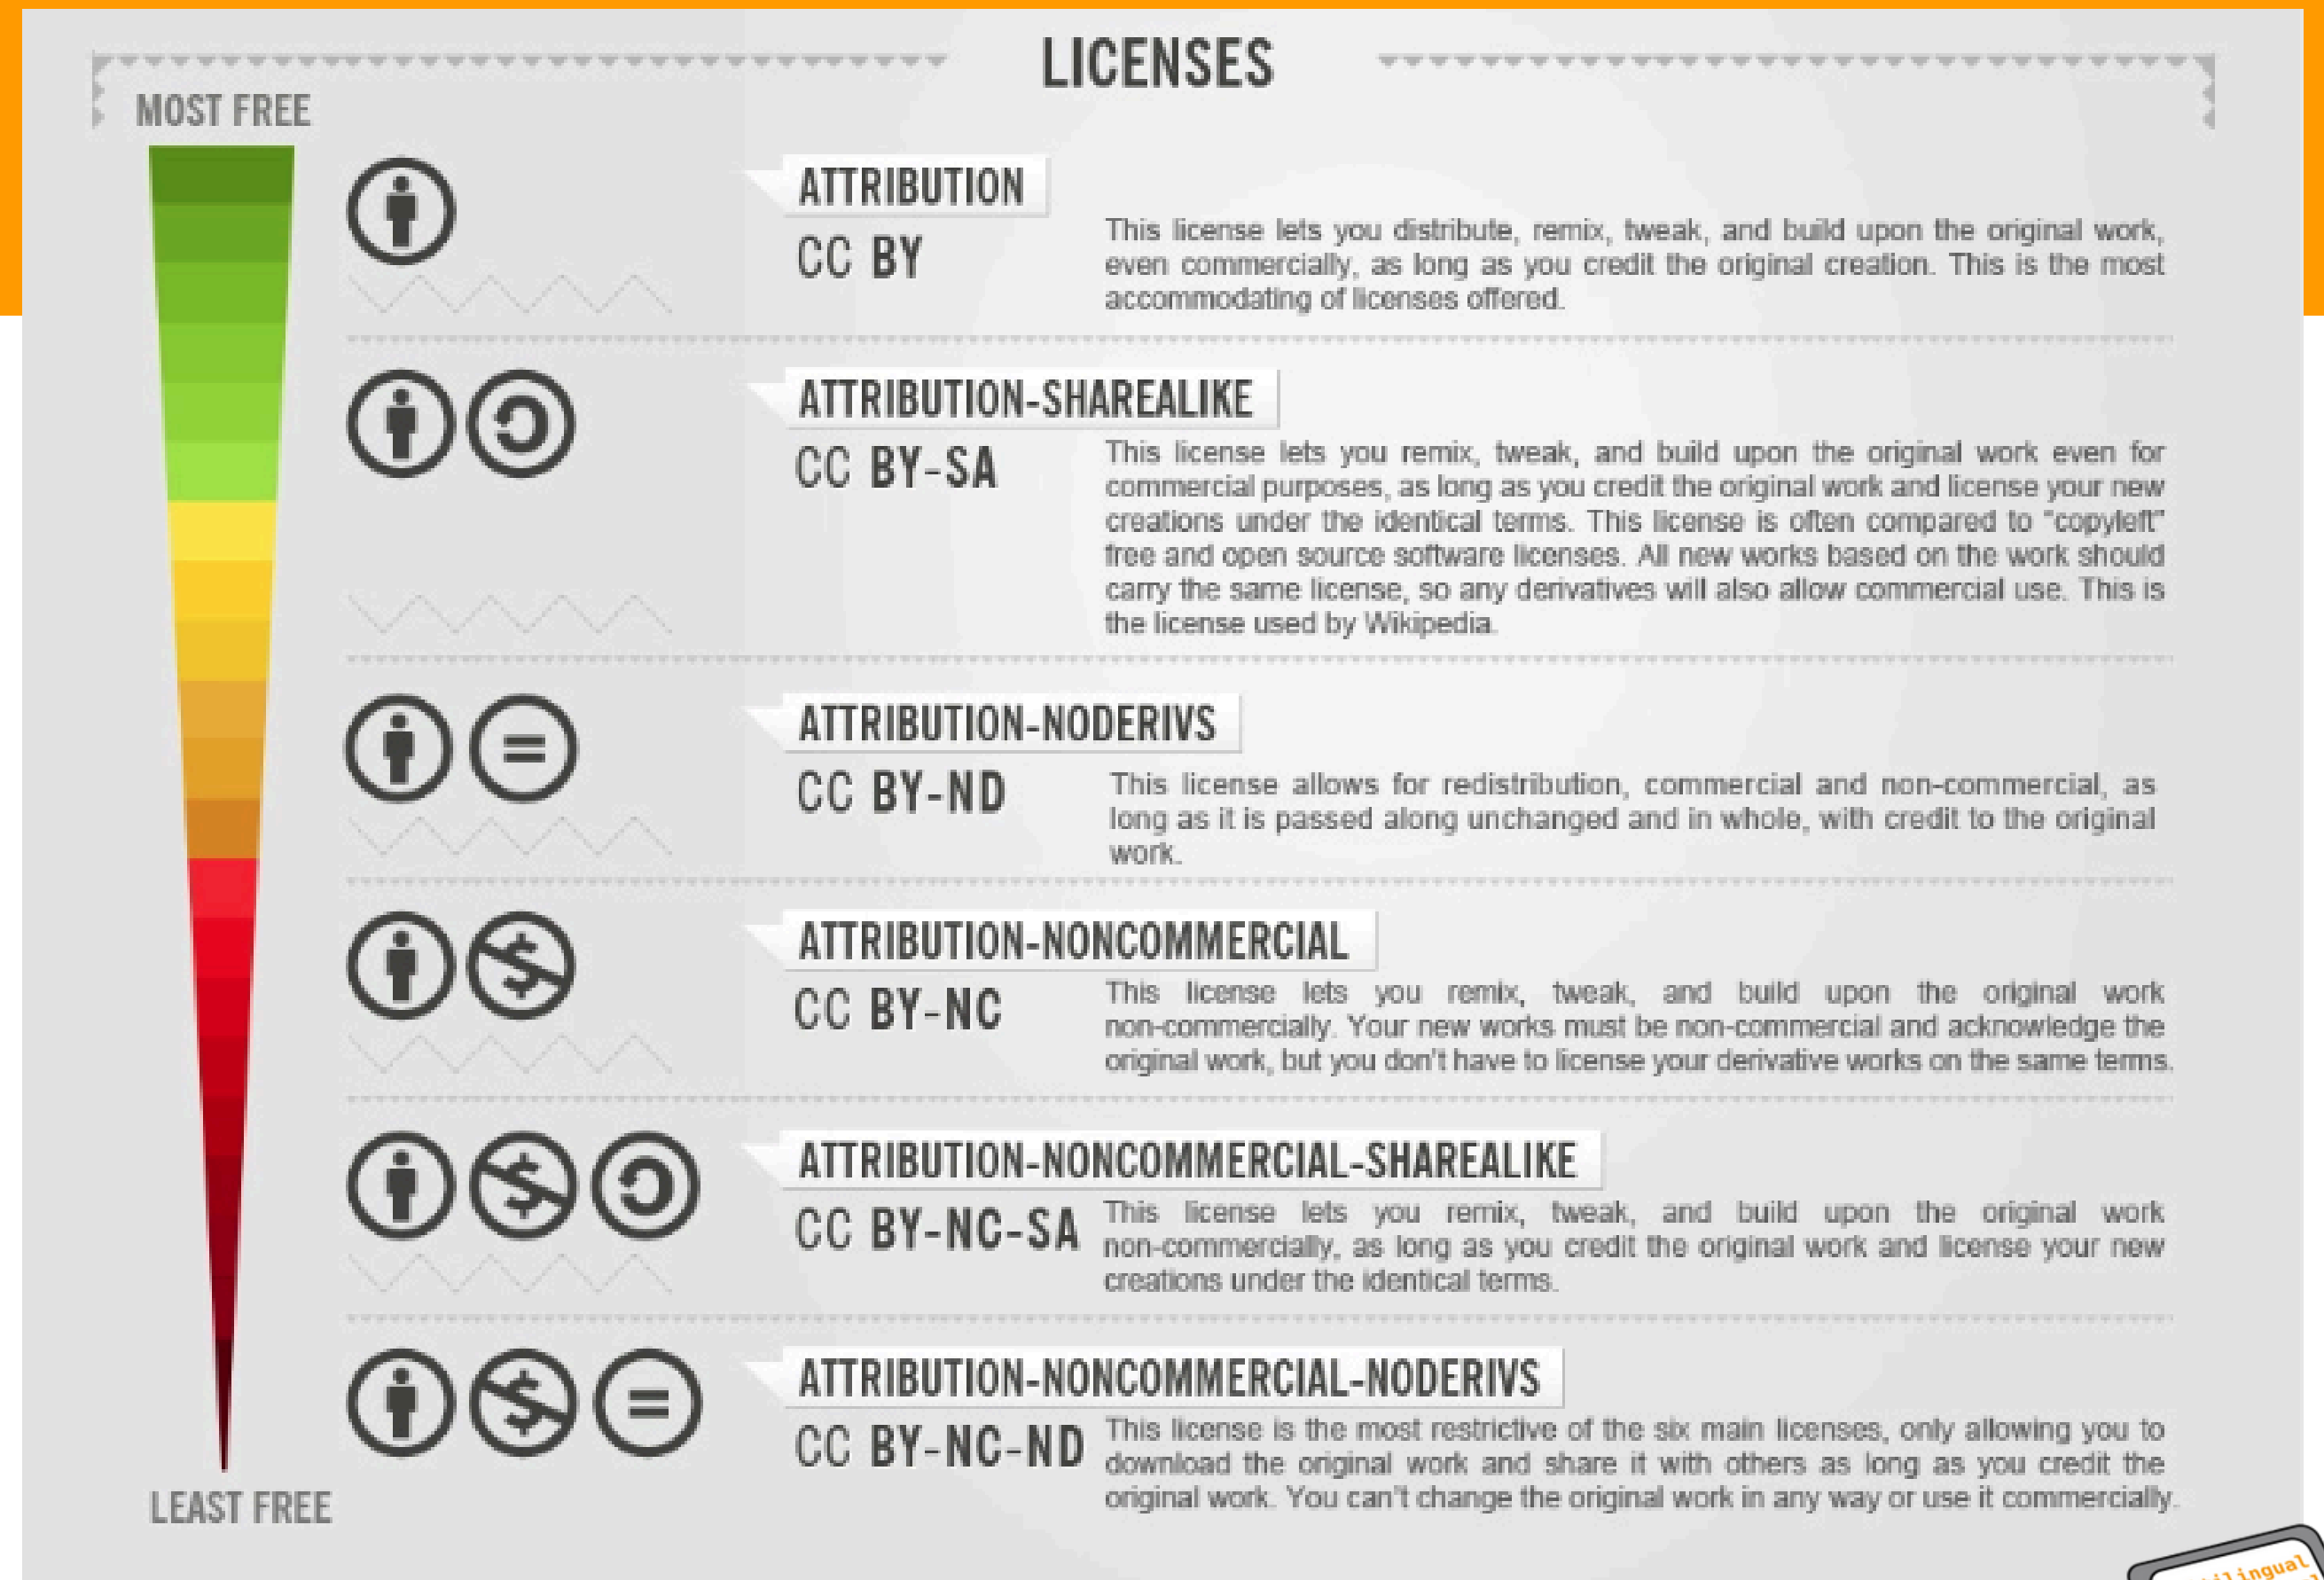 LICENSES
MOST FREE
ATTRIBUTION
CC BY
This license lets you distribute, remix, tweak, and build upon the original work,
even commercially, as long as you credit the original creation. This is the most
accommodating of licenses offered.
ATTRIBUTION-SHAREALIKE
CC BY-SA
This license lets you remix, tweak, and build upon the original work even for
commercial purposes, as long as you credit the original work and license your new
creations under the identical terms. This license is often compared to "copyleft"
free and open source software licenses. All new works based on the work should
carry the same license, so any derivatives will also allow commercial use. This is
the license used by Wikipedia.
ATTRIBUTION-NODERIVS
CC BY-ND
This license allows for redistribution, commercial and non-commercial, as
long as it is passed along unchanged and in whole, with credit to the original
work.
ATTRIBUTION-NONCOMMERCIAL
CC BY-NC
This license lets you remix, tweak, and build upon the original work
non-commercially. Your new works must be non-commercial and acknowledge the
original work, but you don't have to license your derivative works on the same terms.
ATTRIBUTION-NONCOMMERCIAL-SHAREALIKE
CC BY-NC-SA
This license lets you remix, tweak, and build upon the original work
non-commercially, as long as you credit the original work and license your new
creations under the identical terms.
ATTRIBUTION-NONCOMMERCIAL-NODERIVS
CC BY-NC-ND
This license is the most restrictive of the six main licenses, only allowing you to
download the original work and share it with others as long as you credit the
original work. You can't change the original work in any way or use it commercially.
LEAST FREE